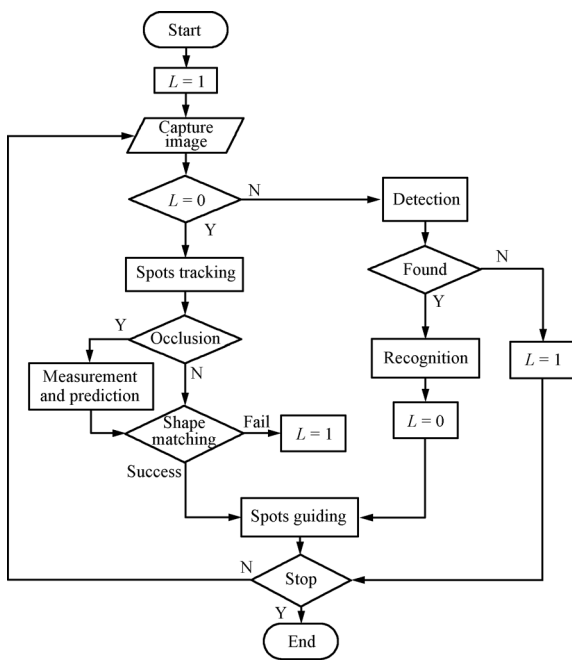 Start
L = 1
Capture
image
L = 0
N
Y
Detection
Spots tracking
Found
N
Y
Y
Occlusion
N
Measurement
and prediction
Recognition
L = 1
Shape
matching
Fail
L = 1
L = 0
Success
Spots guiding
N
Stop
Y
End